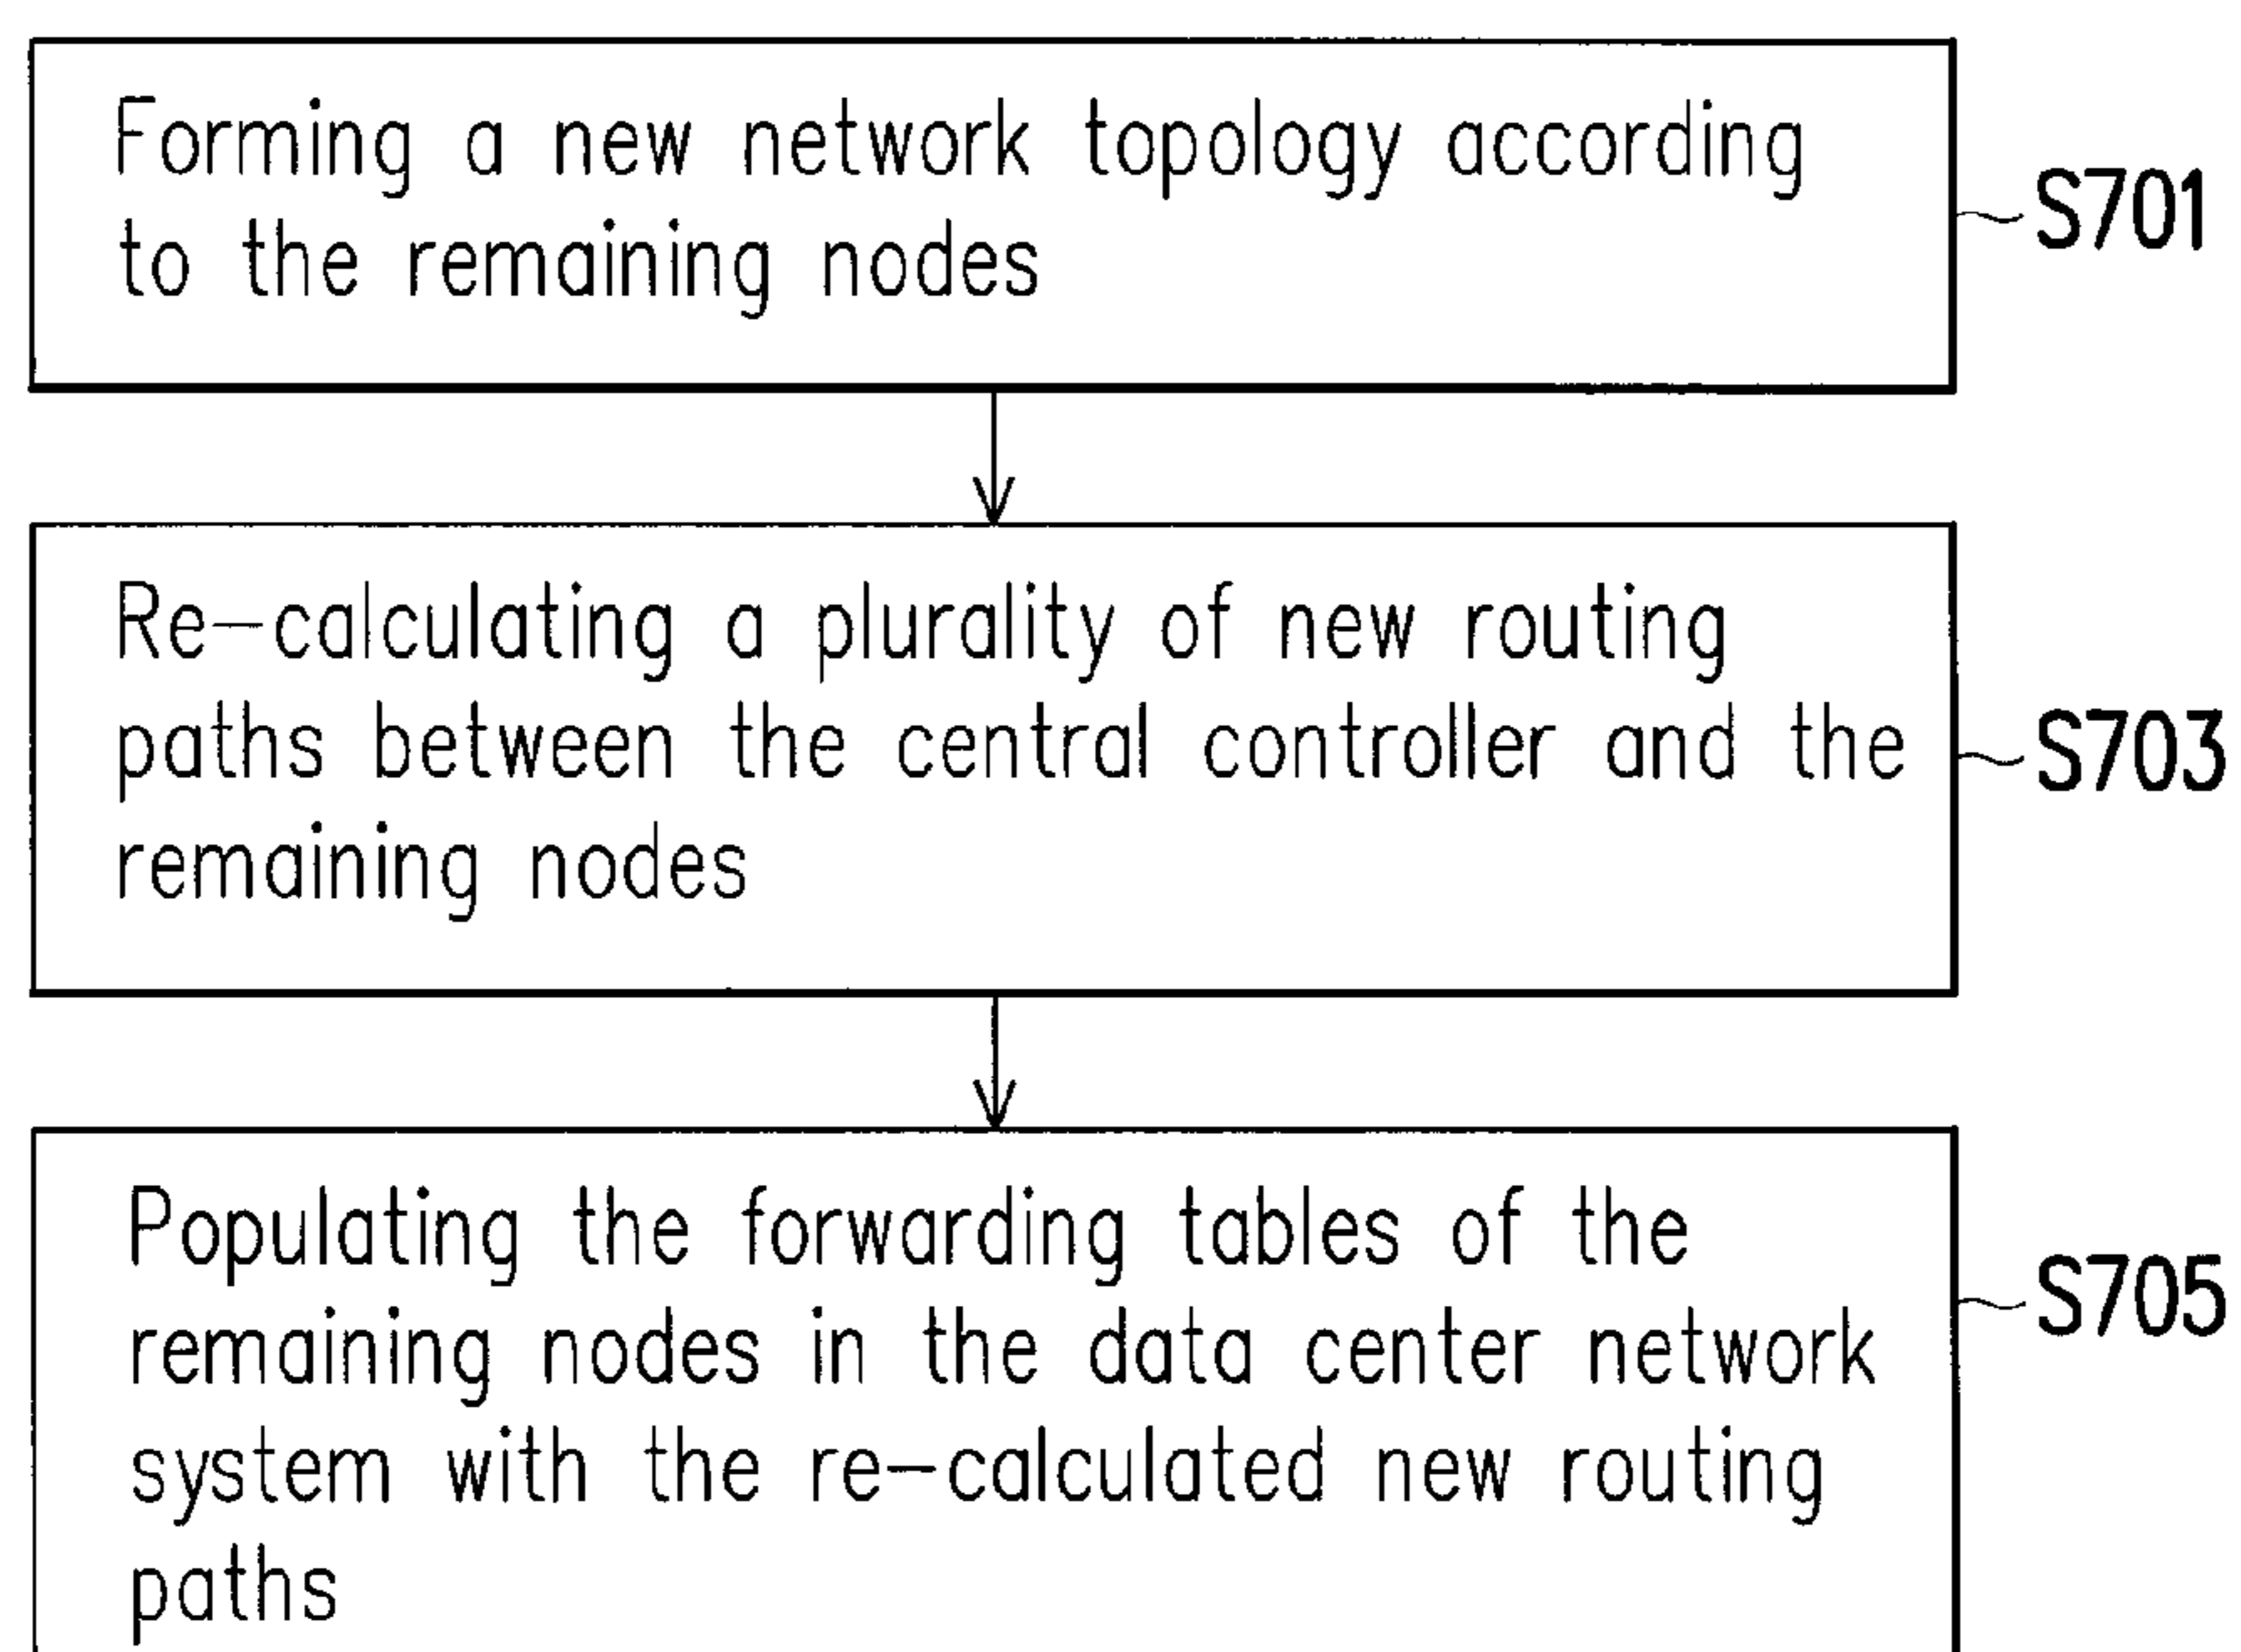 Forming a new network topology according
to the remaining nodes
S701
Re-calculating a plurality of new routing
paths between the central controller and the
remaining nodes
S703
Populating the forwarding tables of the
remaining nodes in the data center network
system with the re-calculated new routing
paths
S705